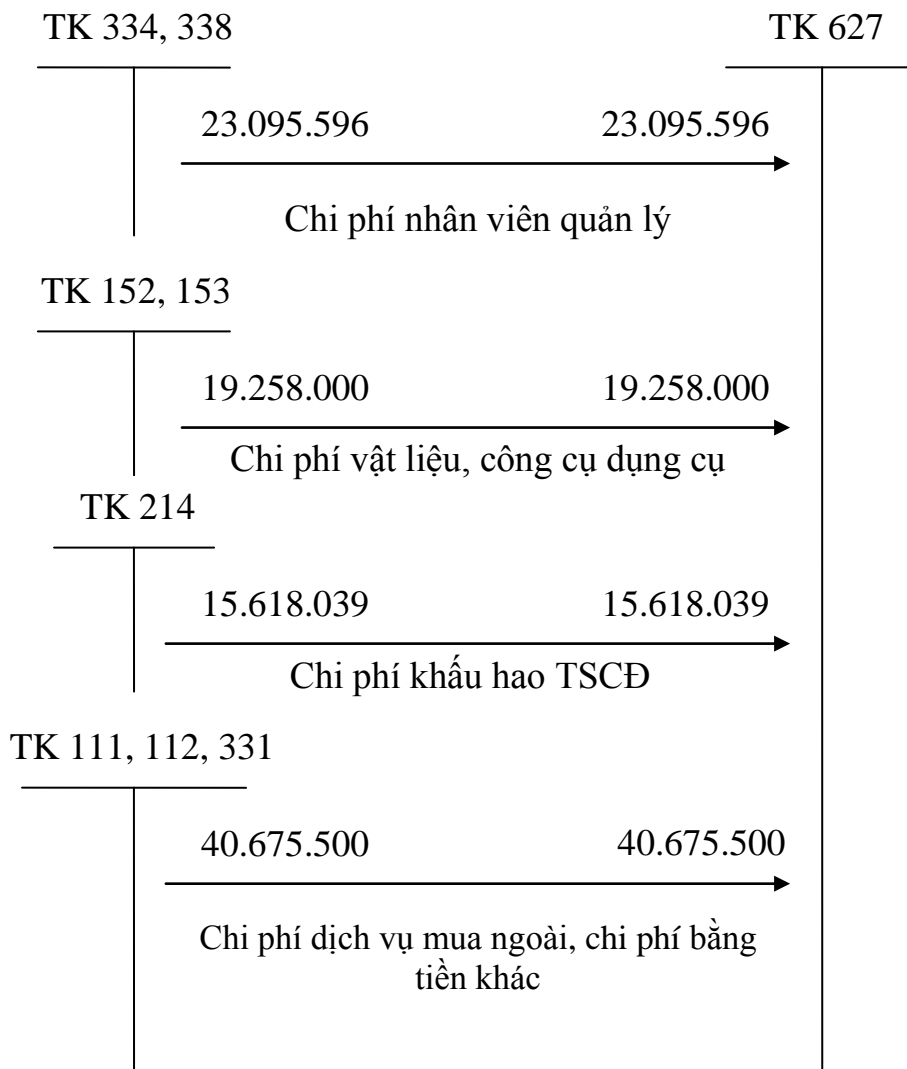 TK 334, 338 TK 627
23.095.596 23.095.596
Chi phí nhân viên quản lý
TK 152, 153
19.258.000 19.258.000
Chi phí vật liệu, công cụ dụng cụ
TK 214
15.618.039 15.618.039
Chi phí khấu hao TSCĐ
TK 111, 112, 331
40.675.500 40.675.500
Chi phí dịch vụ mua ngoài, chi phí bằng
tiền khác